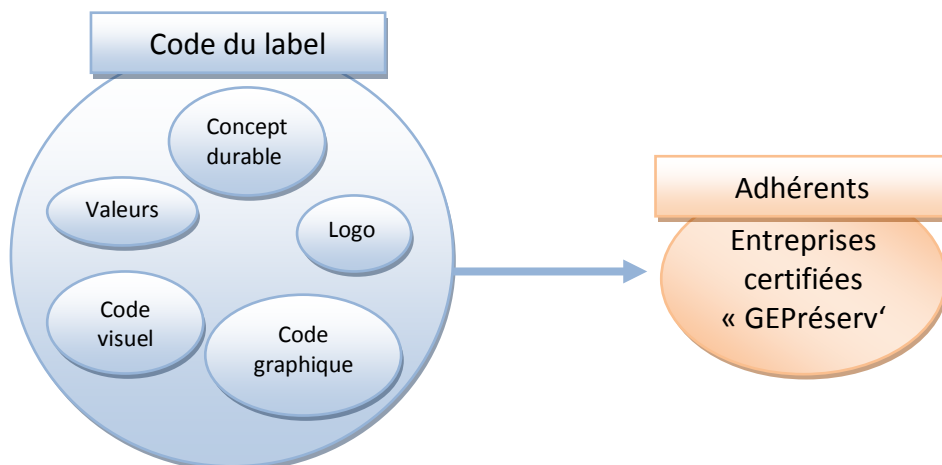 Code du label
Concept
durable
Valeurs
Logo
Code
visuel
Code
graphique
Adhérents
Entreprises
certifiées
« GEPréserv‘